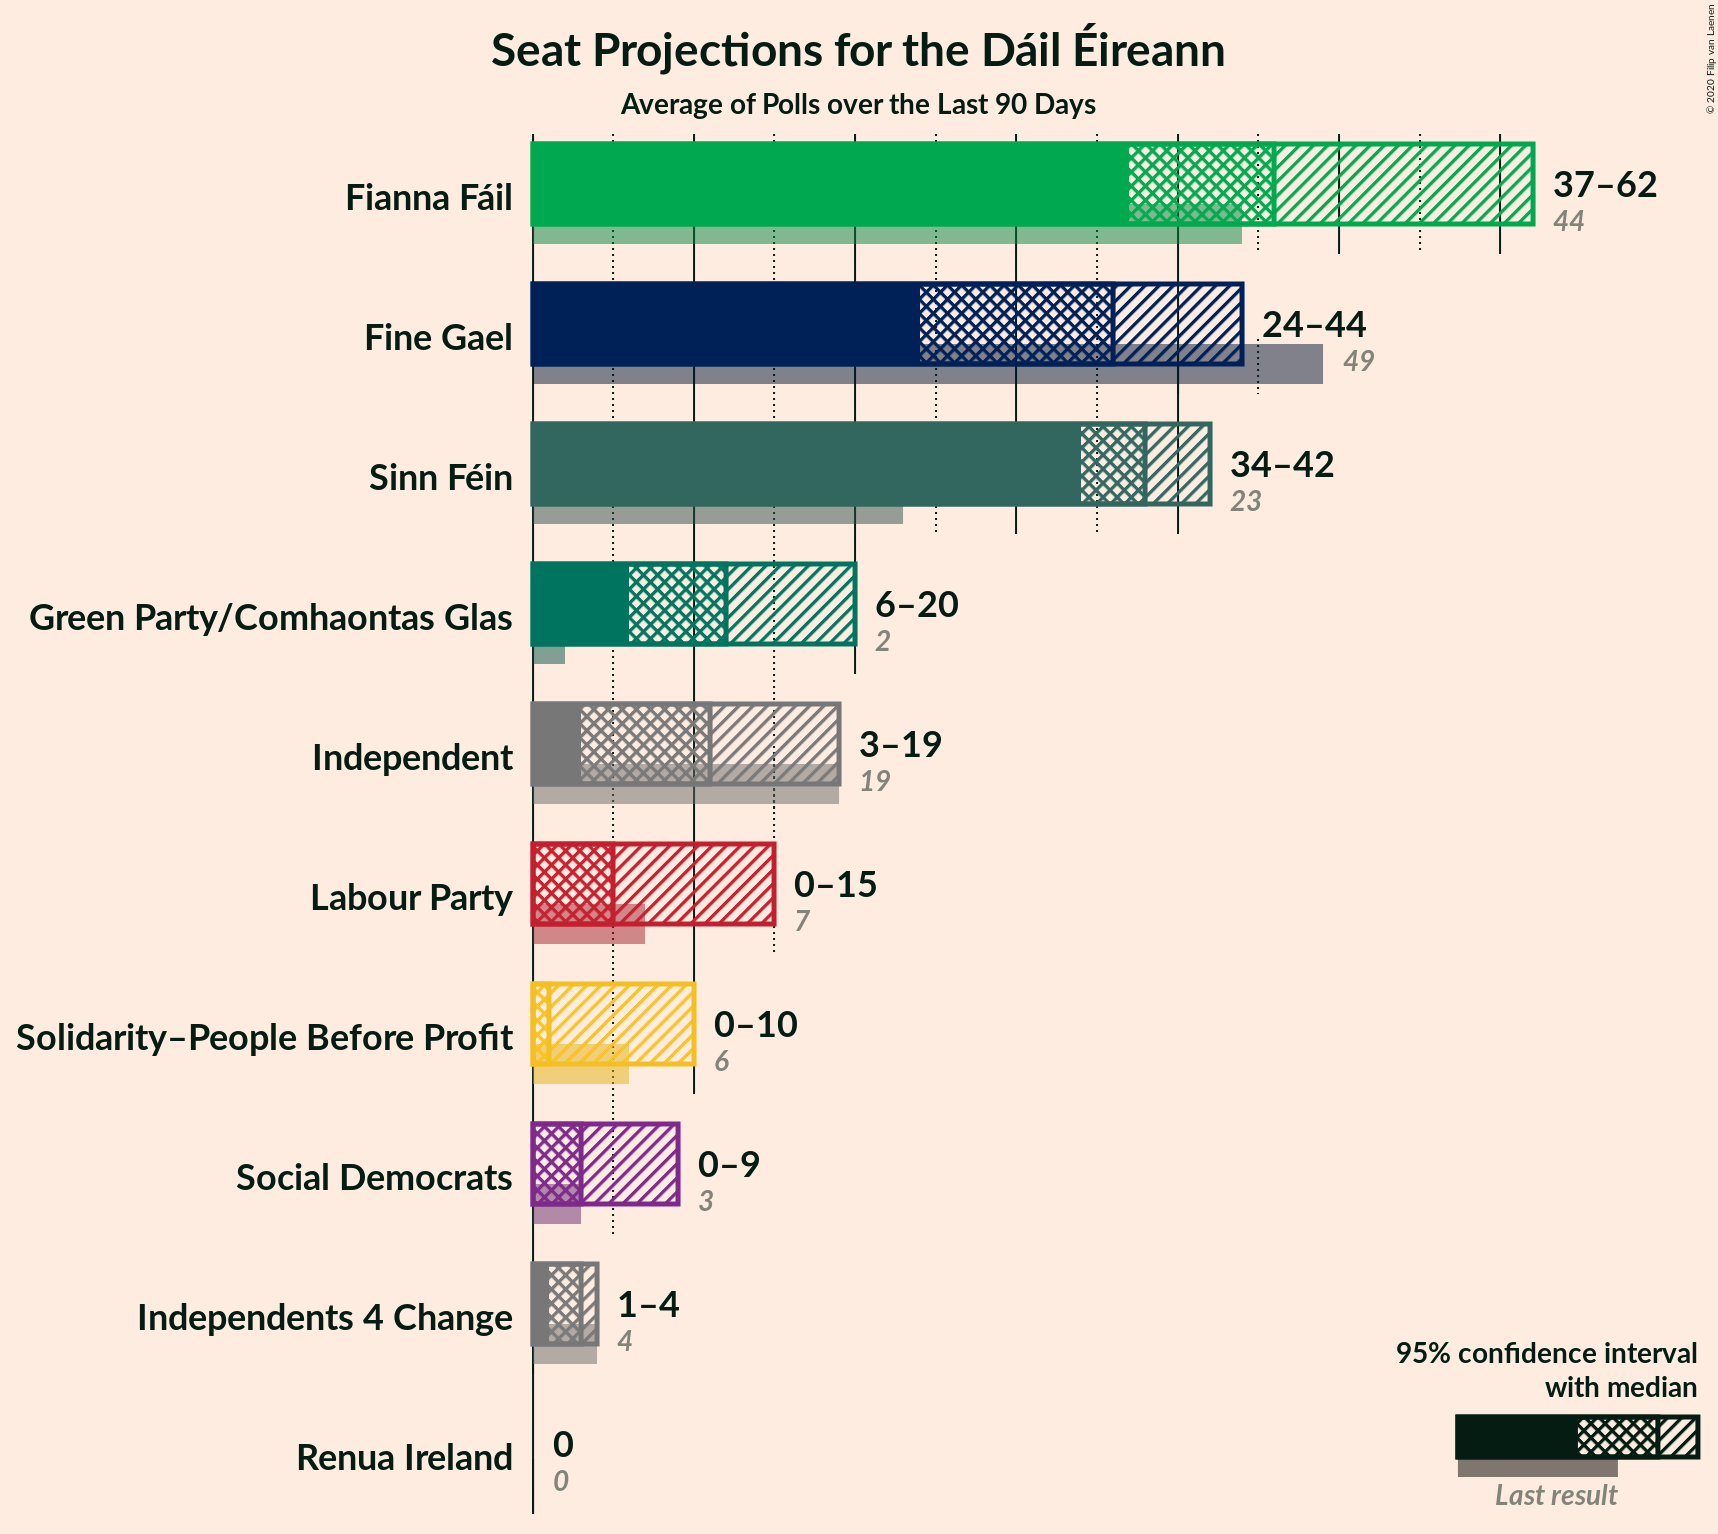 Seat Projections for the Dáil Éireann
Average of Polls over the Last 90 Days
© 2020 Filip van Laenen
Fianna Fáil
37–62
44
Fine Gael
24–44
49
Sinn Féin
34–42
23
Green Party/Comhaontas Glas
6–20
2
Independent
3–19
19
Labour Party
0–15
7
Solidarity–People Before Profit
0–10
6
Social Democrats
0–9
3
Independents 4 Change
1–4
4
Renua Ireland
0
0
95% confidence interval
with median
Last result